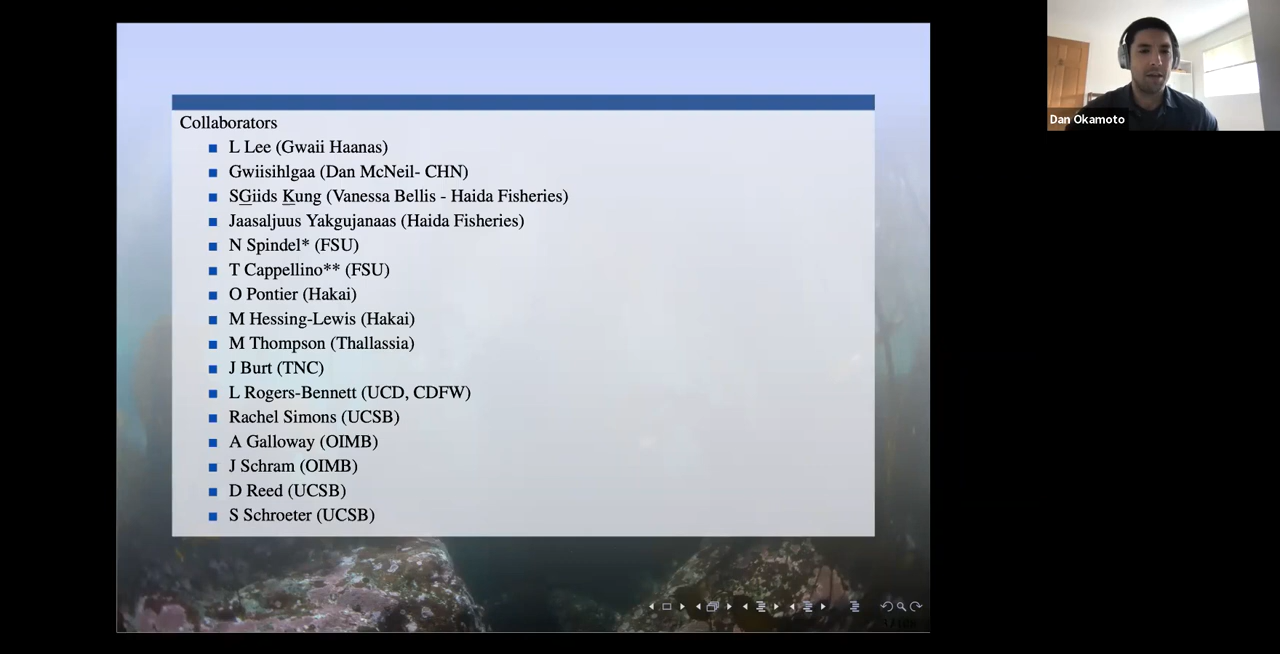 Collaborators
L Lee (Gwaii Haanas)
Gwiisihlgaa (Dan McNeil- CHN)
SGiids Kung (Vanessa Bellis - Haida Fisheries)
Jaasaljuus Yakgujanaas (Haida Fisheries)
N Spindel* (FSU)
T Cappellino** (FSU)
O Pontier (Hakai)
M Hessing-Lewis (Hakai)
M Thompson (Thallassia)
J Burt (TNC)
L Rogers-Bennett (UCD, CDFW)
Rachel Simons (UCSB)
A Galloway (OIMB)
J Schram (OIMB)
D Reed (UCSB)
S Schroeter (UCSB)
Dan Okamoto